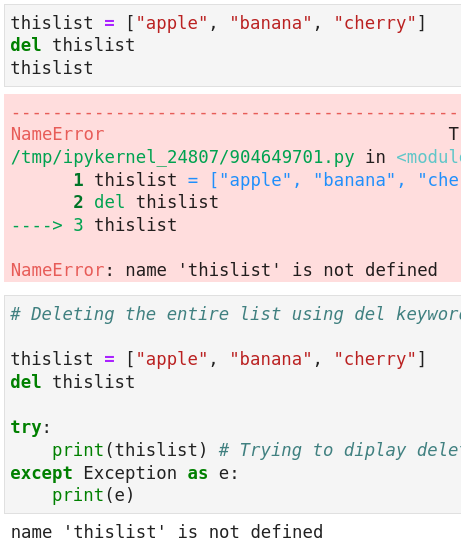 thislist = ["apple", "banana", "cherry"]
del thislist
thislist
---------------------------------------------
NameError T
/tmp/ipykernel_24807/904649701.py in <module
1 thislist = ["apple", "banana", "che
2 del thislist
----> 3 thislist
NameError: name 'thislist' is not defined
# Deleting the entire list using del keyword
thislist = ["apple", "banana", "cherry"]
del thislist
try:
print(thislist) # Trying to diplay delet
except Exception as e:
print(e)
name 'thislist' is not defined